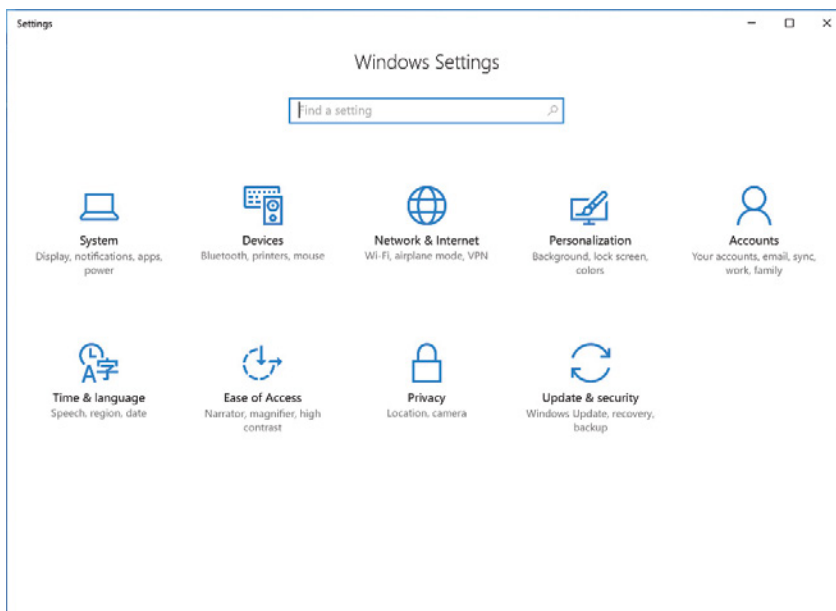 Settings
Windows Settings
Find a setting
System
Display, notifications, apps,
power
Devices
Bluetooth, printers, mouse
Network & Internet
Wi-Fi, airplane mode, VPN
Personalization
Background, lock screen,
colors
Accounts
Your accounts, email, sync,
work, family
A字
Time & language
Speech, region, date
Ease of Access
Narrator, magnifier, high
contrast
Privacy
Location, camera
Update & security
Windows Update, recovery,
backup